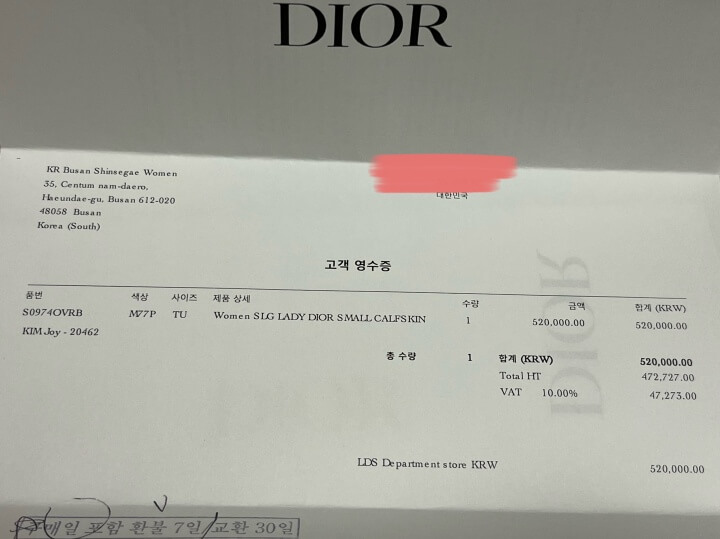 DIOR
KR Busan Shinsegae Women
35, Centum nam-daero,
Haeundae-gu, Busan 612-020
48058 Busan
Korea (South)
대한민국
고객 영수증
품번 색상 사이즈 제품 상세 수량 금액 합계 (KRW)
S0974OVRB M77P TU Women SLG LADY DIOR SMALL CALFSKIN 1 520,000.00 520,000.00
KIM Joy - 20462
총 수량 1 합계 (KRW) 520,000.00
Total HT 472,727.00
VAT 10.00% 47,273.00
DIOR
LDS Department store KRW 520,000.00
구매일 포함 환불 7일/교환 30일